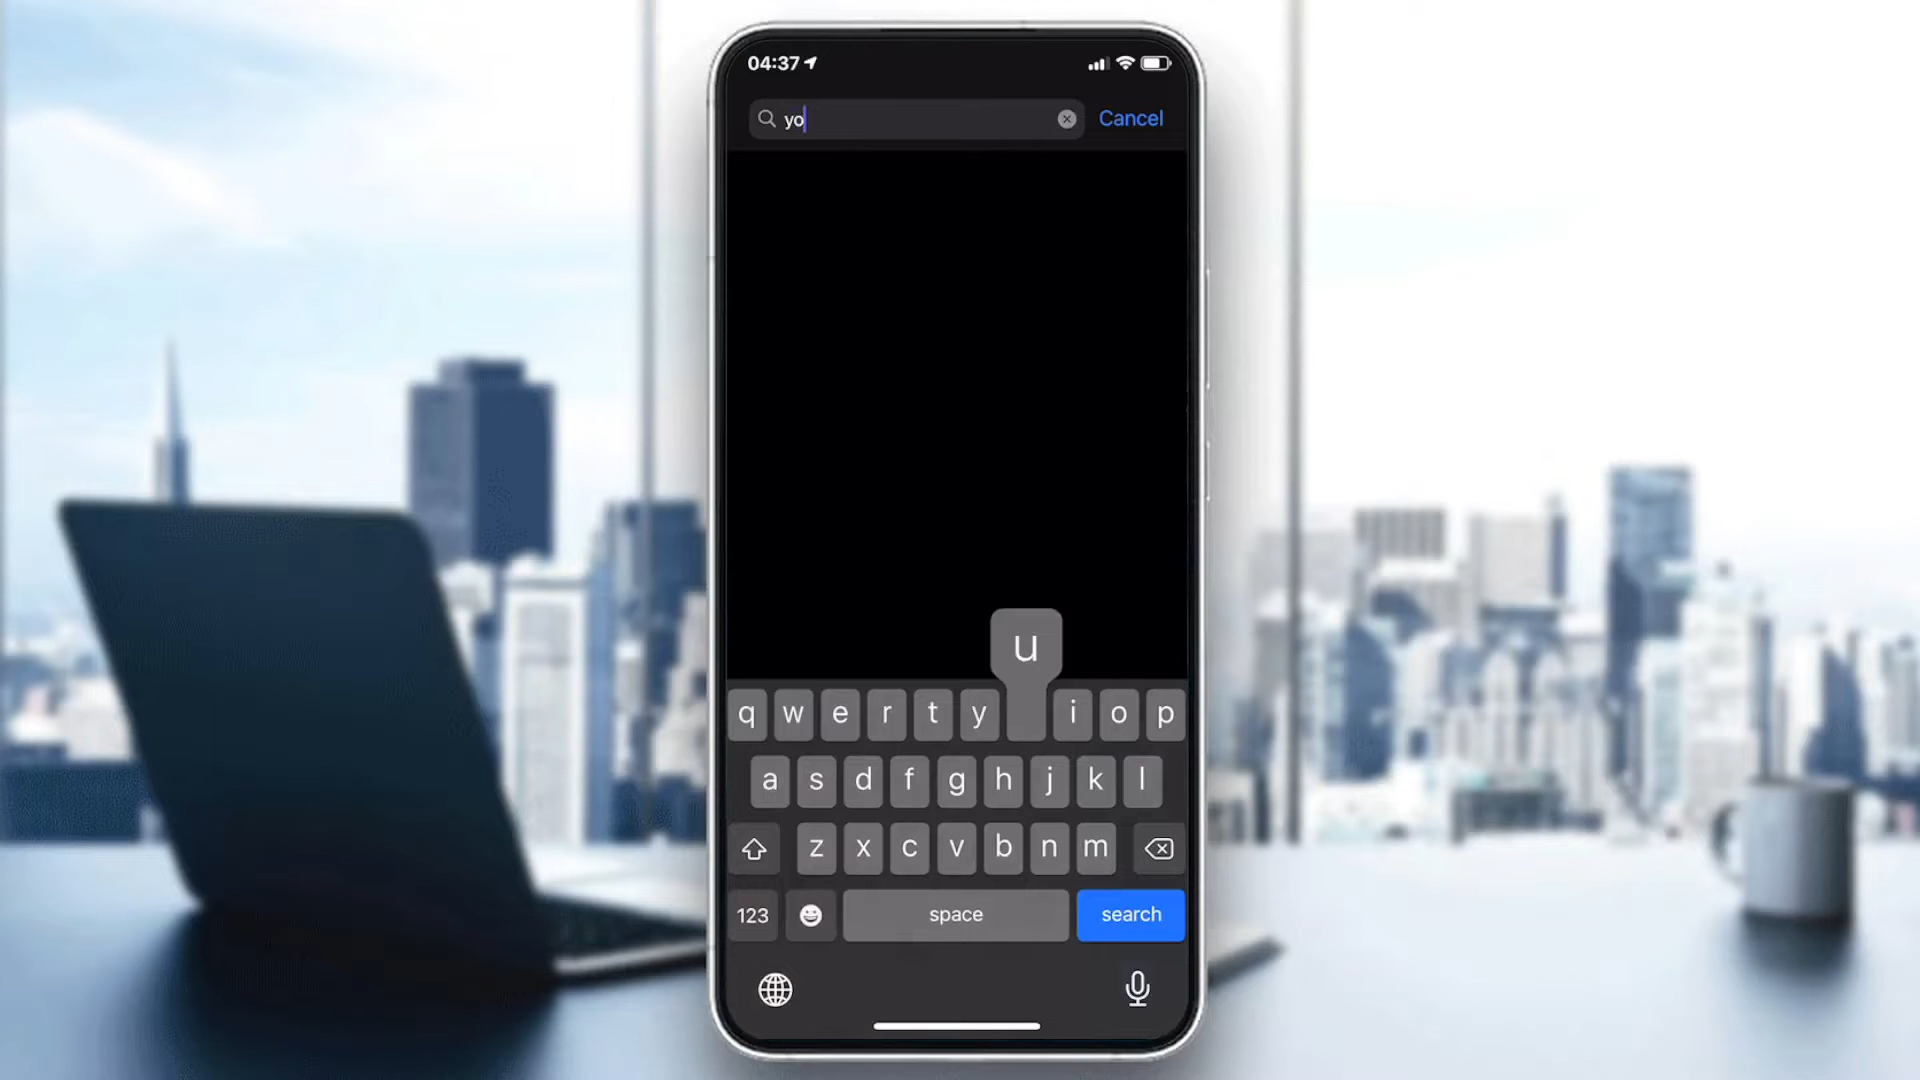 04:37
yo
Cancel
u
q w e r t y i o p
a s d f g h j k l
z x c v b n m
123 space search